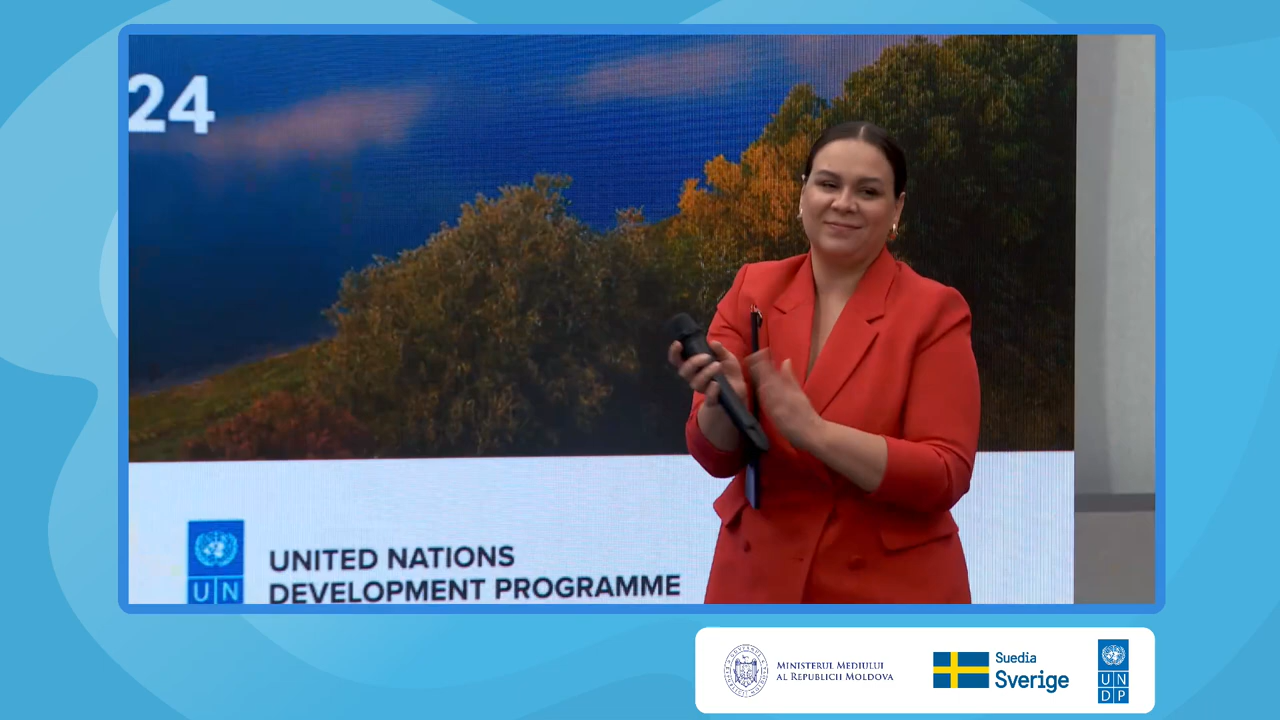 24
UNITED NATIONS
DEVELOPMENT PROGRAMME
UN
MINISTERUL MEDIULUI
AL REPUBLICII MOLDOVA
Suedia
Sverige
UN
DP